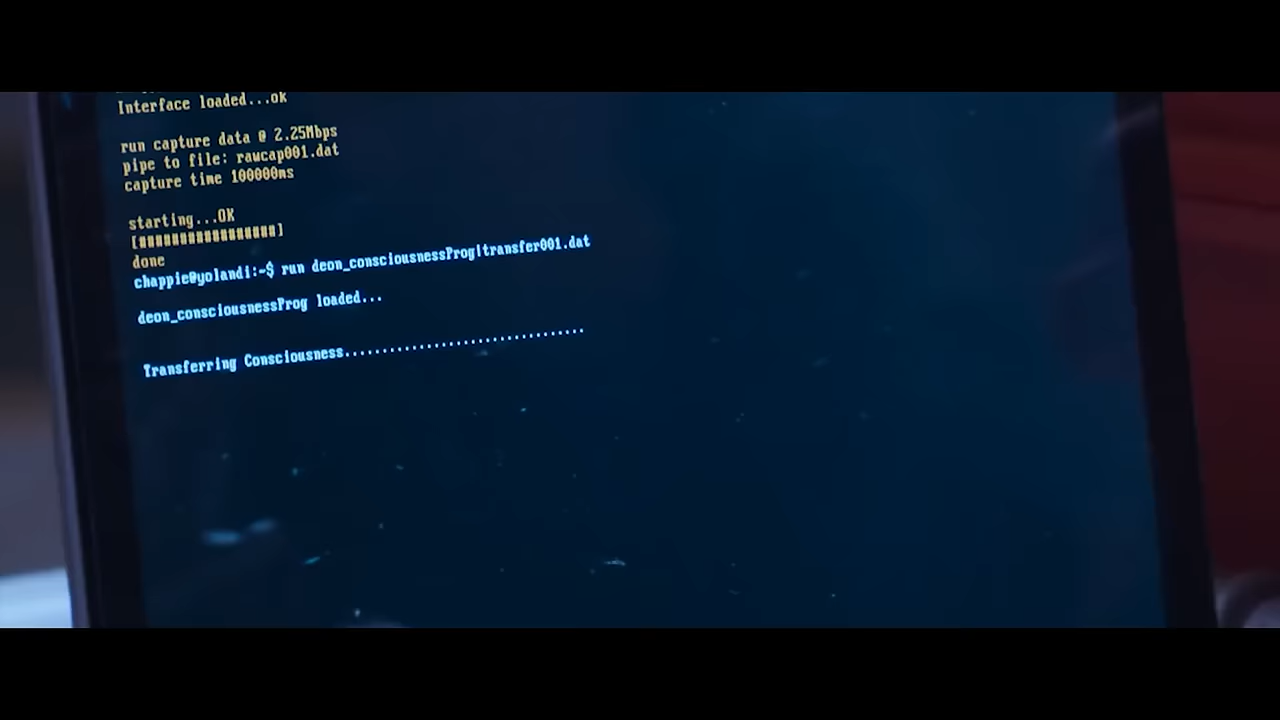 Interface loaded...ok
run capture data @ 2.25Mbps
pipe to file: rawcap001.dat
capture time 100000ms
starting...OK
[################]
done
chappie@yolandi:~$ run deon_consciousnessProg|transfer001.dat
deon_consciousnessProg loaded...
Transferring Consciousness................................